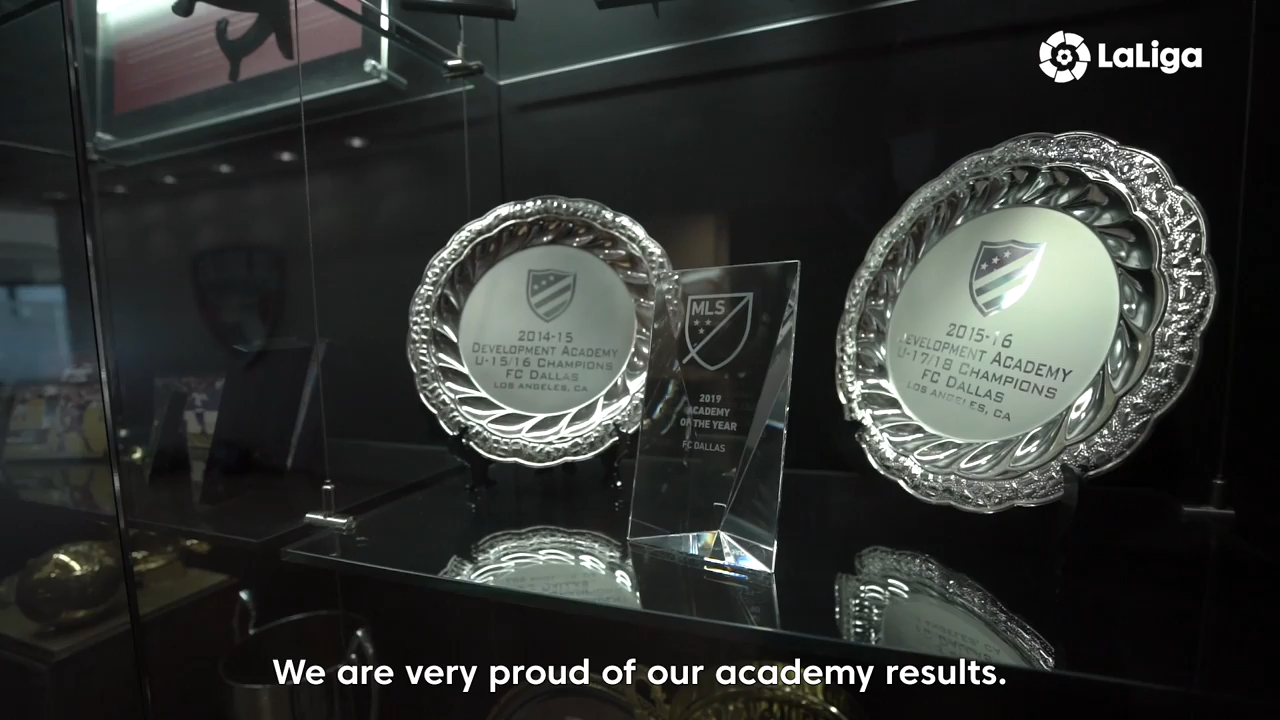 LaLiga
2014-15
DEVELOPMENT ACADEMY
U-15/16 CHAMPIONS
FC DALLAS
LOS ANGELES, CA
MLS
2019
ACADEMY
OF THE YEAR
FC DALLAS
2015-16
DEVELOPMENT ACADEMY
U-17/18 CHAMPIONS
FC DALLAS
LOS ANGELES, CA
We are very proud of our academy results.